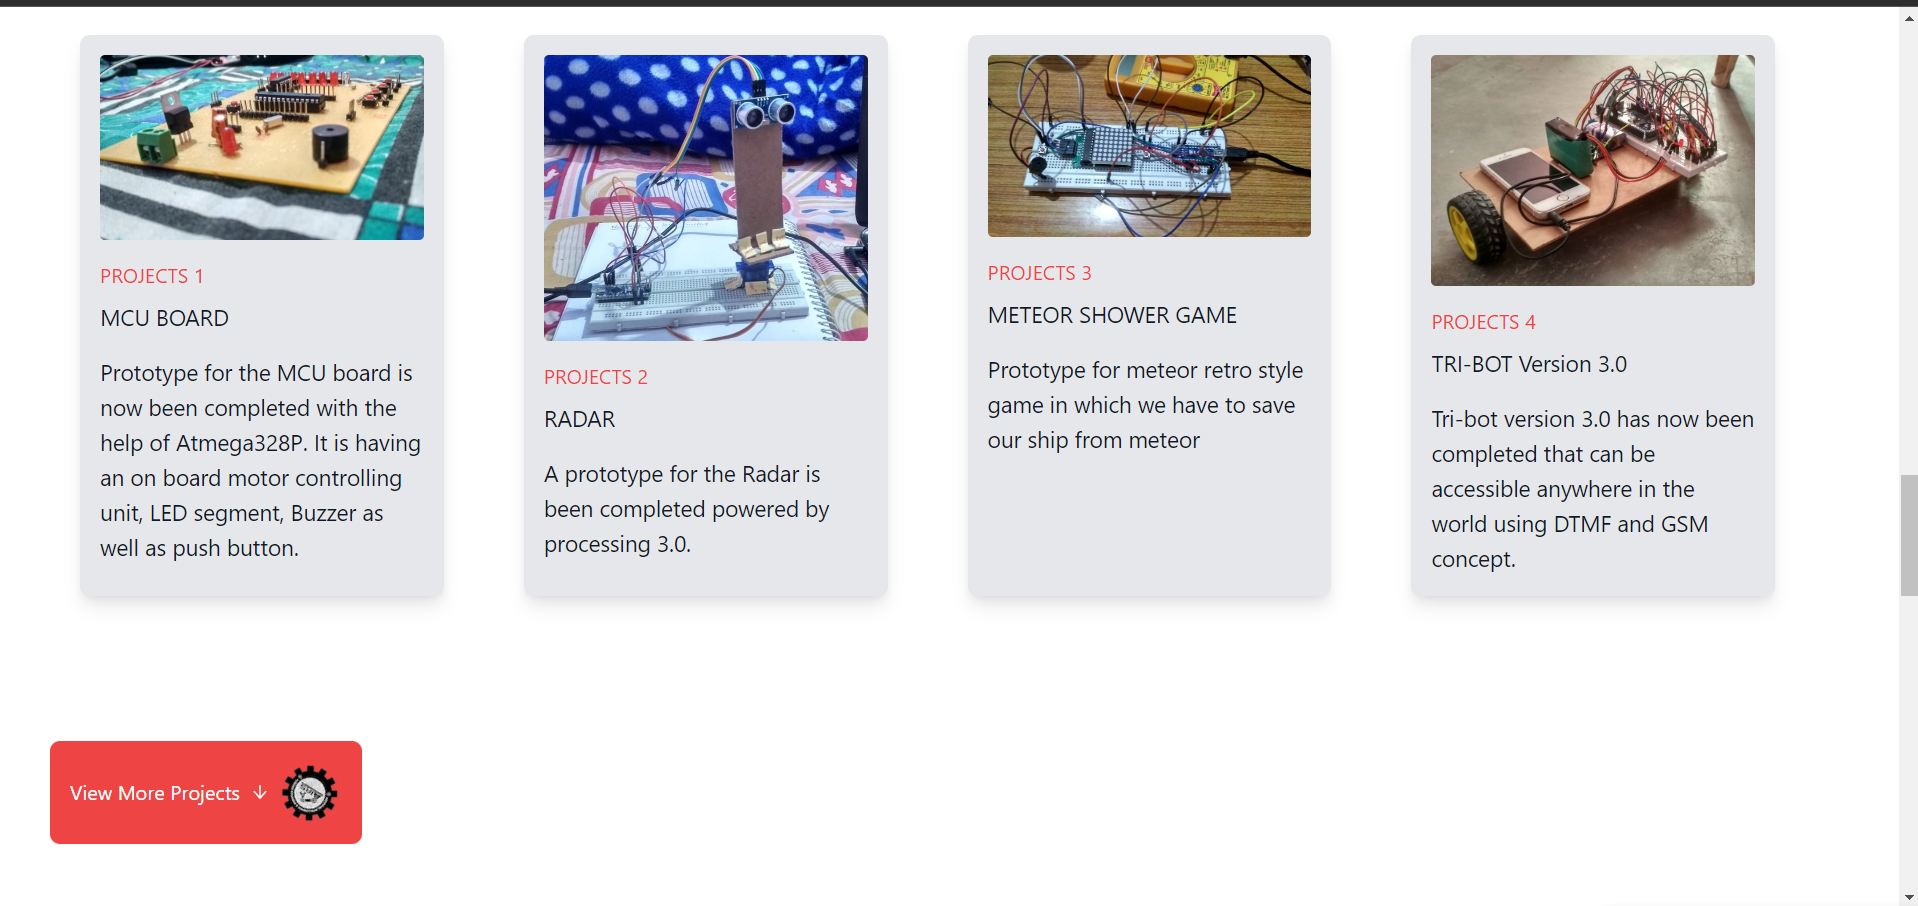 PROJECTS 1
MCU BOARD
Prototype for the MCU board is
now been completed with the
help of Atmega328P. It is having
an on board motor controlling
unit, LED segment, Buzzer as
well as push button.
PROJECTS 2
RADAR
A prototype for the Radar is
been completed powered by
processing 3.0.
PROJECTS 3
METEOR SHOWER GAME
Prototype for meteor retro style
game in which we have to save
our ship from meteor
PROJECTS 4
TRI-BOT Version 3.0
Tri-bot version 3.0 has now been
completed that can be
accessible anywhere in the
world using DTMF and GSM
concept.
View More Projects ↓